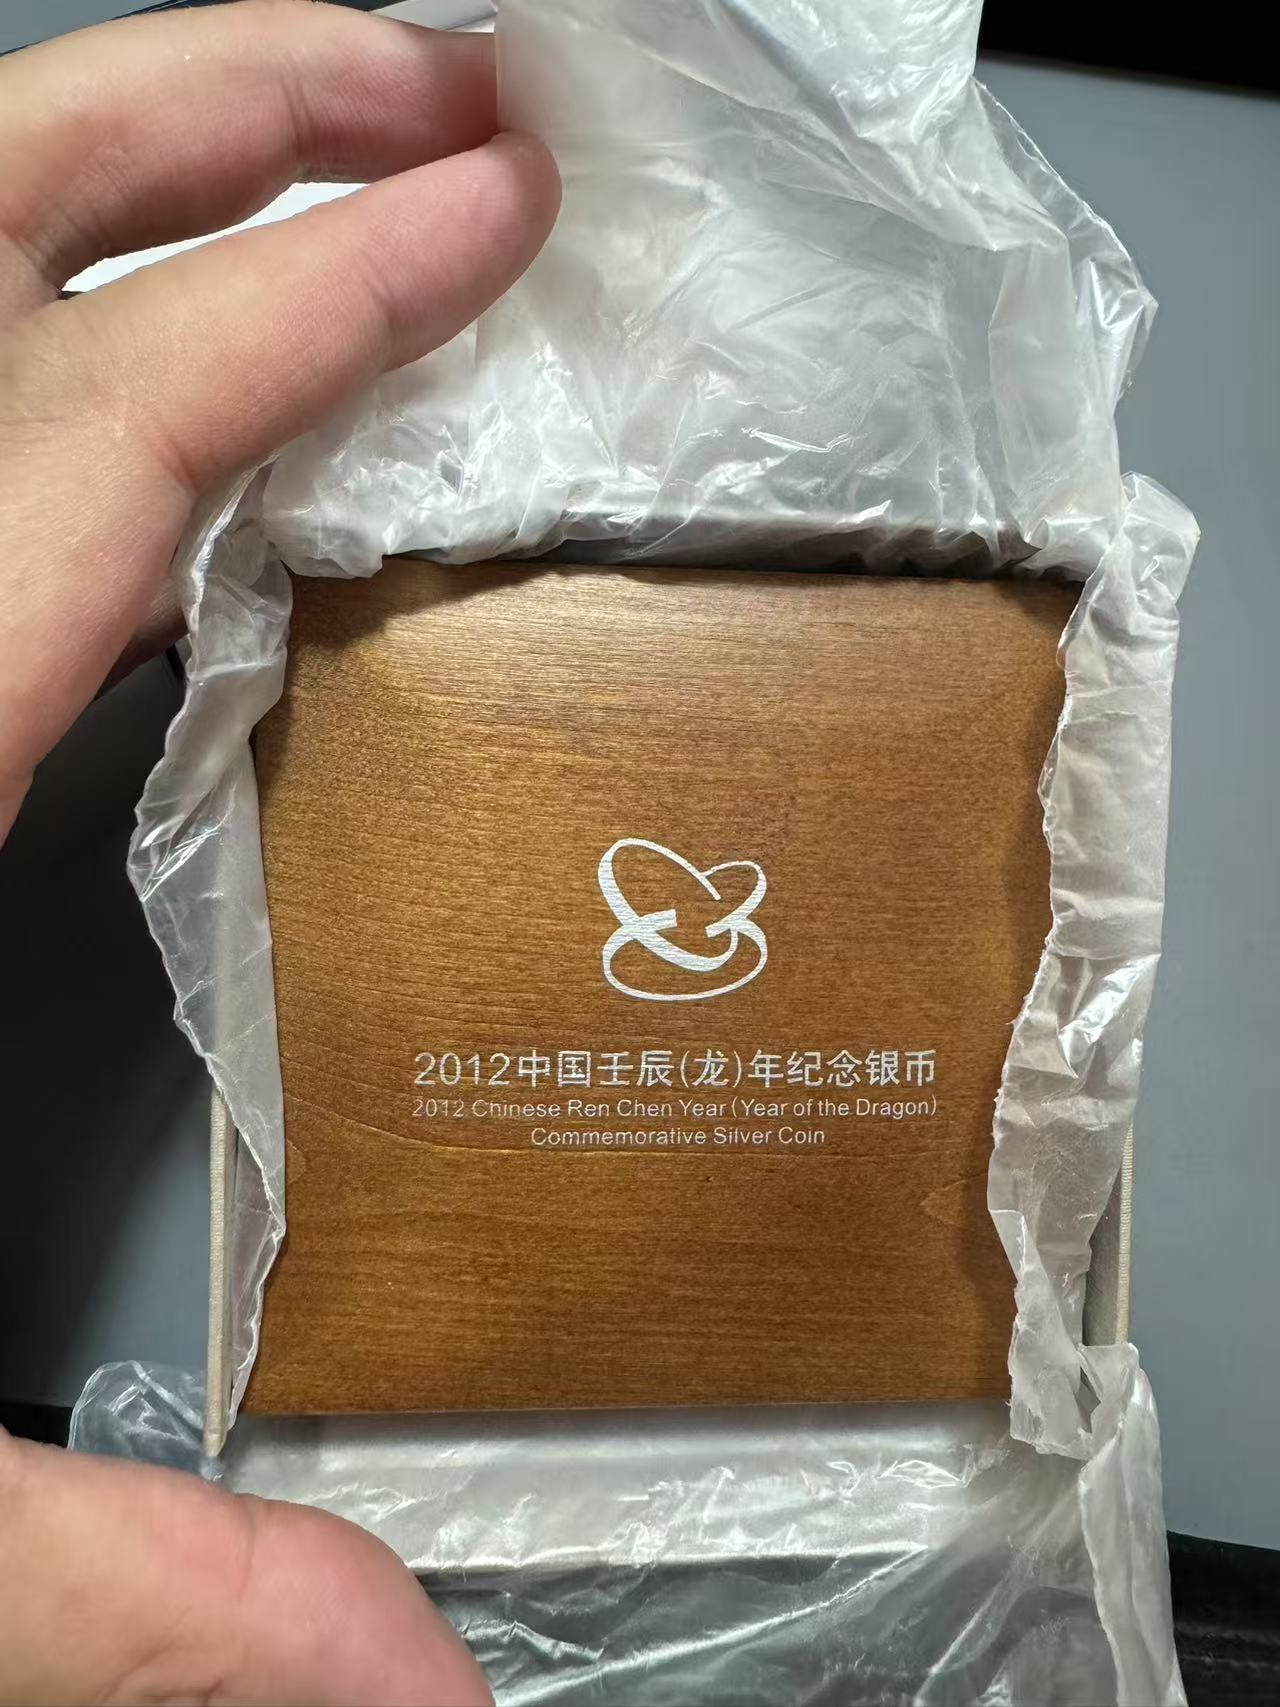 2012中国壬辰(龙)年纪念银币
2012 Chinese Ren Chen Year (Year of the Dragon)
Commemorative Silver Coin